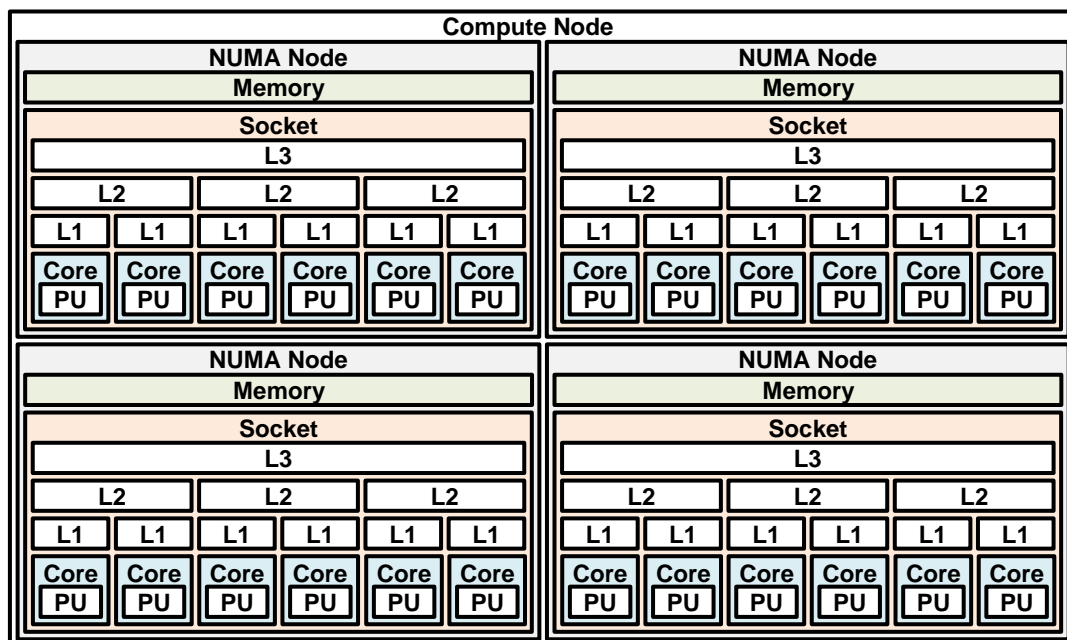 Compute Node
NUMA Node NUMA Node
Memory Memory
Socket Socket
L3 L3
L2 L2 L2 L2 L2 L2
L1 L1 L1 L1 L1 L1 L1 L1 L1 L1 L1 L1
Core Core Core Core Core Core Core Core Core Core Core Core
PU PU PU PU PU PU PU PU PU PU PU PU
NUMA Node NUMA Node
Memory Memory
Socket Socket
L3 L3
L2 L2 L2 L2 L2 L2
L1 L1 L1 L1 L1 L1 L1 L1 L1 L1 L1 L1
Core Core Core Core Core Core Core Core Core Core Core Core
PU PU PU PU PU PU PU PU PU PU PU PU